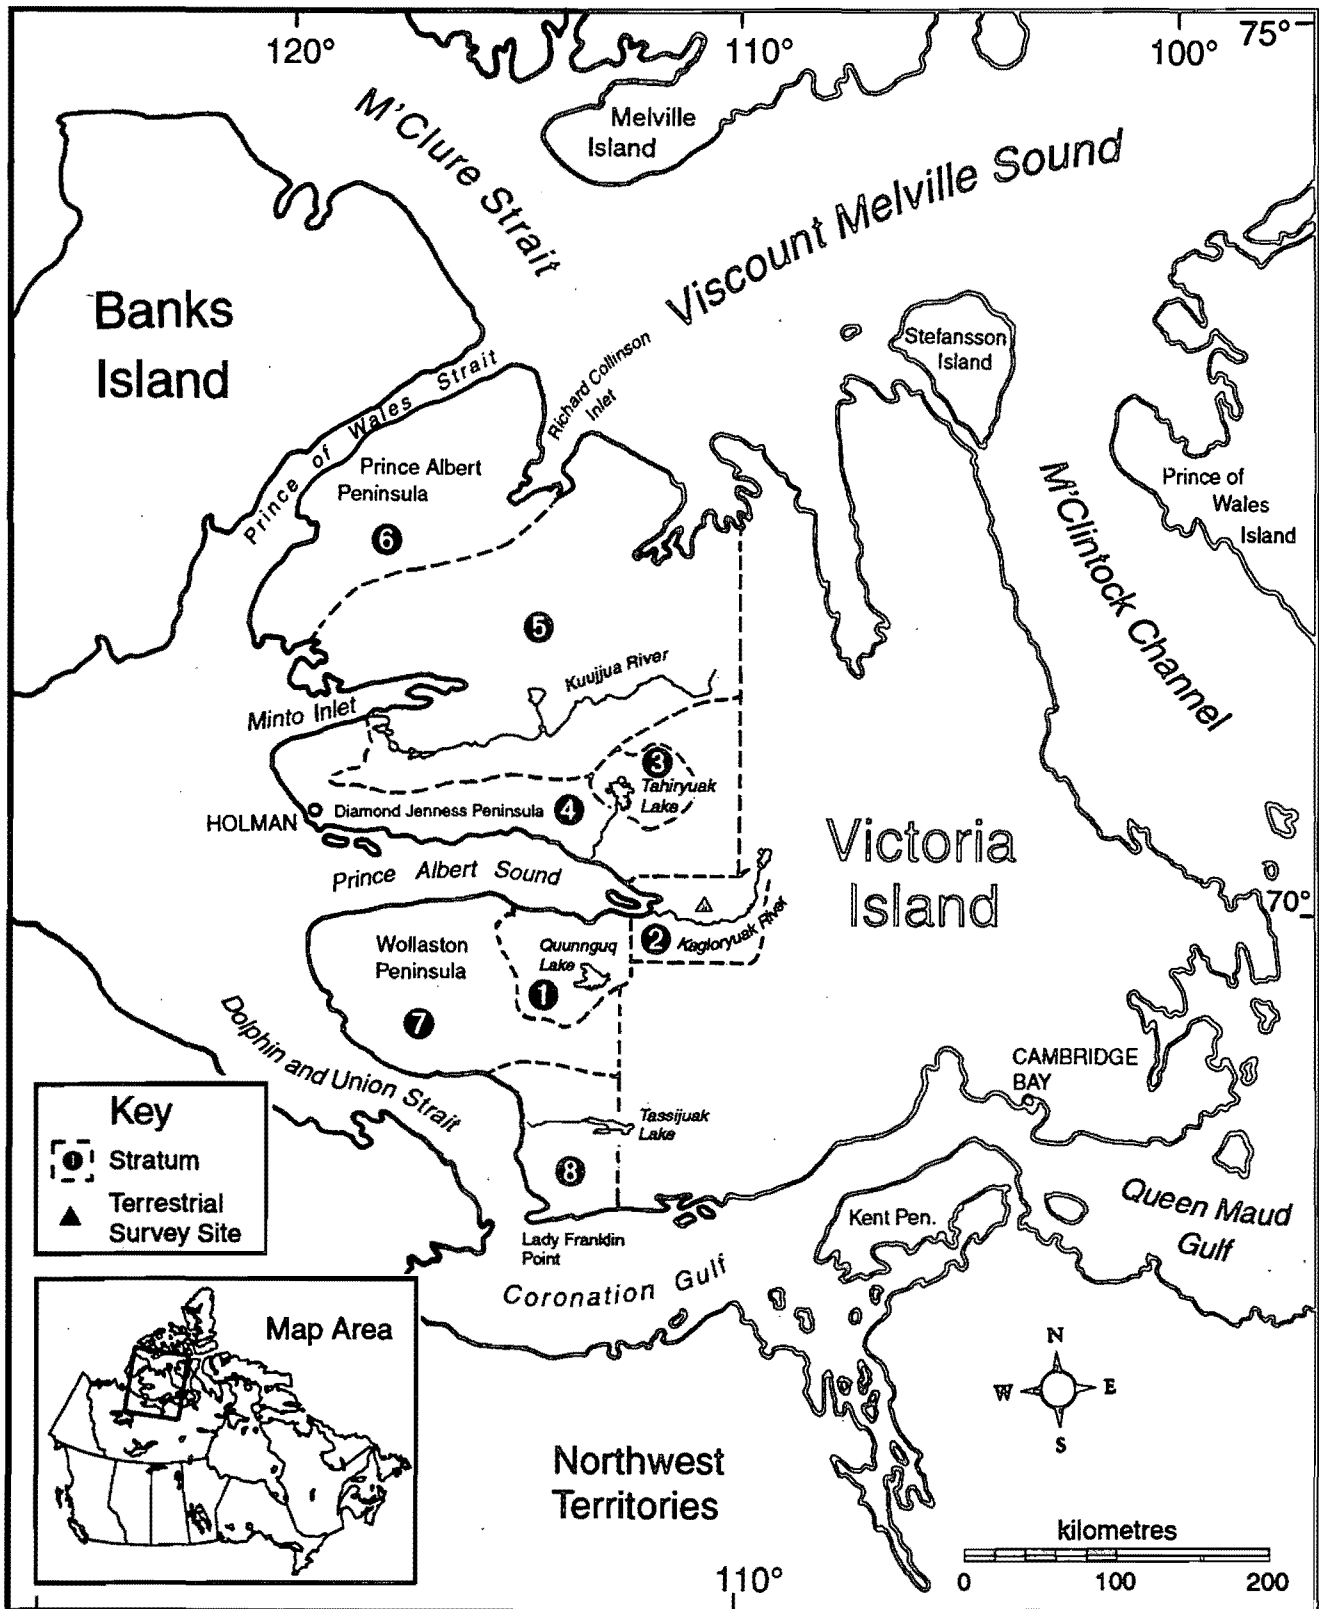 120°
110°
100°
75°
M'Clure Strait
Melville
Island
Viscount Melville Sound
Banks
Island
Stefansson
Island
Prince of Wales Strait
Richard Collinson
Inlet
Prince Albert
Peninsula
6
Prince of
Wales
Island
M'Clintock Channel
5
Kuujjua River
Minto Inlet
3
Tahiryuak
Lake
HOLMAN
Diamond Jenness Peninsula
4
Victoria
Island
Prince Albert Sound
70°
Wollaston
Peninsula
Quunnguq
Lake
2
Kagloryuak River
1
7
Dolphin and Union Strait
CAMBRIDGE
BAY
Tassijuak
Lake
8
Key
1 Stratum
Terrestrial
Survey Site
Kent Pen.
Queen Maud
Gulf
Lady Franklin
Point
Coronation Gulf
Map Area
N
W
E
S
Northwest
Territories
kilometres
0
100
200
110°